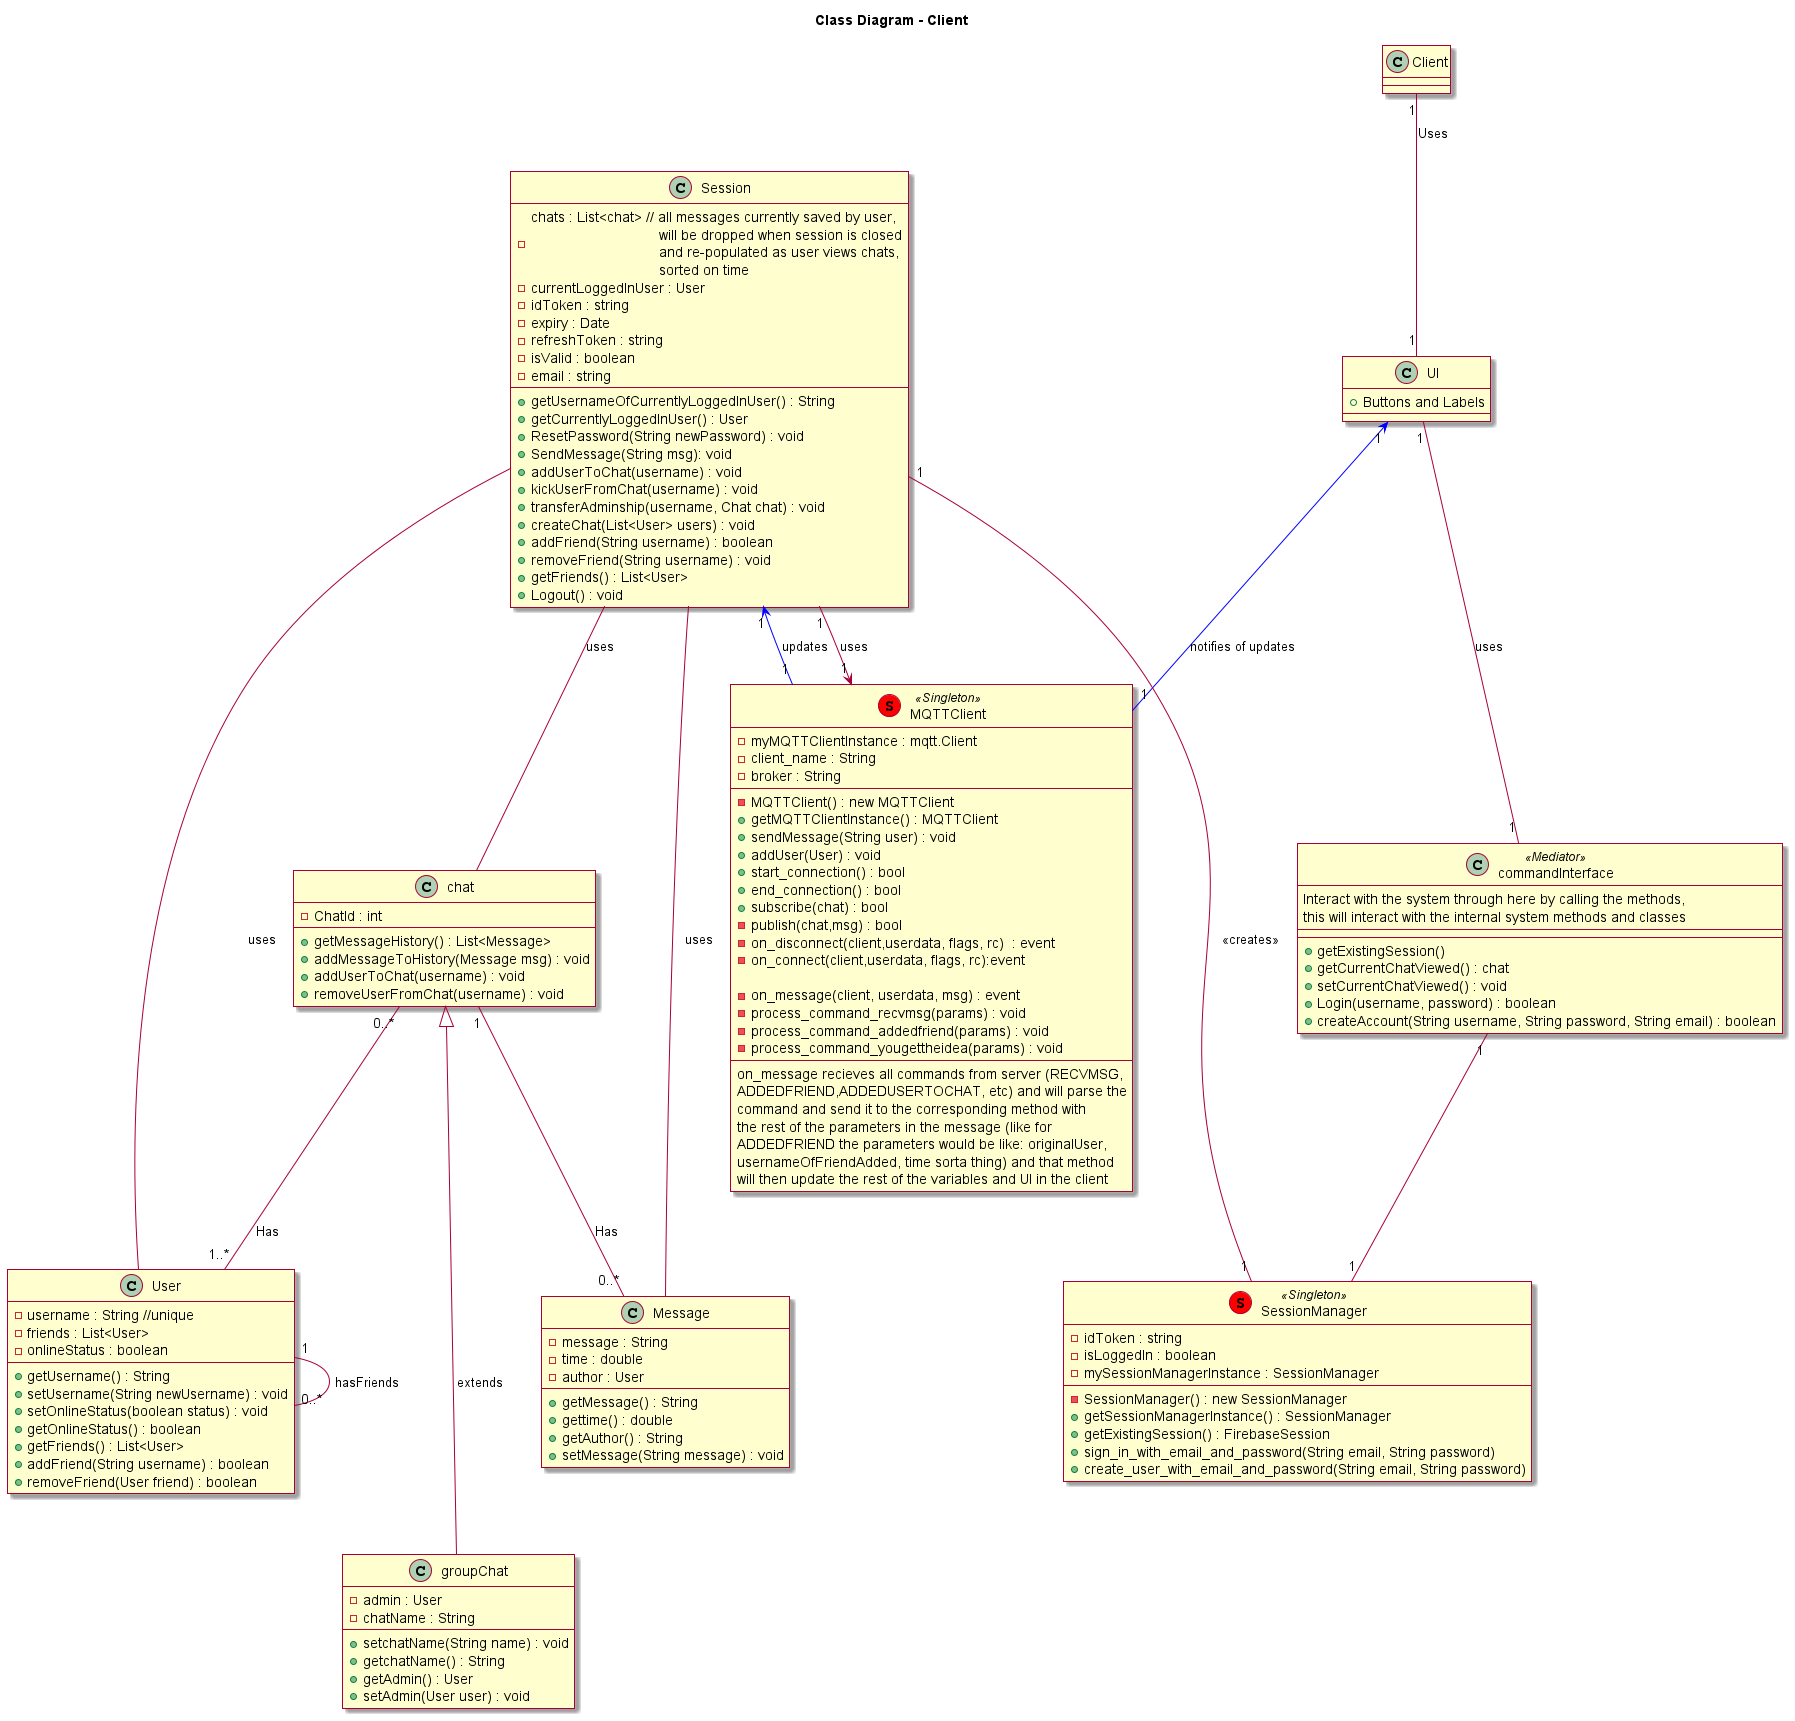 Class Diagram - Client
C Client
1
Uses
1
C Session
chats : List<chat> // all messages currently saved by user,
will be dropped when session is closed
and re-populated as user views chats,
sorted on time
currentLoggedInUser : User
idToken : string
expiry : Date
refreshToken : string
isValid : boolean
email : string
getUsernameOfCurrentlyLoggedInUser() : String
getCurrentlyLoggedInUser() : User
ResetPassword(String newPassword) : void
SendMessage(String msg): void
addUserToChat(username) : void
kickUserFromChat(username) : void
transferAdminship(username, Chat chat) : void
createChat(List<User> users) : void
addFriend(String username) : boolean
removeFriend(String username) : void
getFriends() : List<User>
Logout() : void
C UI
Buttons and Labels
1
1
1
1
1
uses
updates
uses
notifies of updates
uses
1
1
1
1
S «Singleton»
MQTTClient
myMQTTClientInstance : mqtt.Client
client_name : String
broker : String
MQTTClient() : new MQTTClient
getMQTTClientInstance() : MQTTClient
sendMessage(String user) : void
addUser(User) : void
start_connection() : bool
end_connection() : bool
subscribe(chat) : bool
publish(chat,msg) : bool
on_disconnect(client,userdata, flags, rc)  : event
on_connect(client,userdata, flags, rc):event
on_message(client, userdata, msg) : event
process_command_recvmsg(params) : void
process_command_addedfriend(params) : void
process_command_yougettheidea(params) : void
on_message recieves all commands from server (RECVMSG,
ADDEDFRIEND,ADDEDUSERTOCHAT, etc) and will parse the
command and send it to the corresponding method with
the rest of the parameters in the message (like for
ADDEDFRIEND the parameters would be like: originalUser,
usernameOfFriendAdded, time sorta thing) and that method
will then update the rest of the variables and UI in the client
C «Mediator»
commandInterface
Interact with the system through here by calling the methods,
this will interact with the internal system methods and classes
getExistingSession()
getCurrentChatViewed() : chat
setCurrentChatViewed() : void
Login(username, password) : boolean
createAccount(String username, String password, String email) : boolean
C chat
ChatId : int
getMessageHistory() : List<Message>
addMessageToHistory(Message msg) : void
addUserToChat(username) : void
removeUserFromChat(username) : void
uses
uses
«creates»
0..*
1
1
Has
Has
1..*
0..*
1
1
C User
username : String //unique
friends : List<User>
onlineStatus : boolean
getUsername() : String
setUsername(String newUsername) : void
setOnlineStatus(boolean status) : void
getOnlineStatus() : boolean
getFriends() : List<User>
addFriend(String username) : boolean
removeFriend(User friend) : boolean
1
hasFriends
0..*
extends
C Message
message : String
time : double
author : User
getMessage() : String
gettime() : double
getAuthor() : String
setMessage(String message) : void
S «Singleton»
SessionManager
idToken : string
isLoggedIn : boolean
mySessionManagerInstance : SessionManager
SessionManager() : new SessionManager
getSessionManagerInstance() : SessionManager
getExistingSession() : FirebaseSession
sign_in_with_email_and_password(String email, String password)
create_user_with_email_and_password(String email, String password)
C groupChat
admin : User
chatName : String
setchatName(String name) : void
getchatName() : String
getAdmin() : User
setAdmin(User user) : void